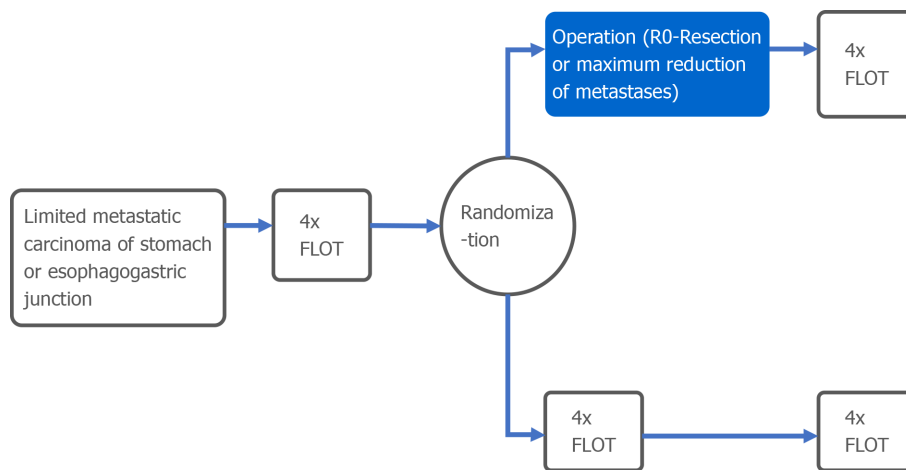 Operation (R0-Resection
or maximum reduction
of metastases)
4x
FLOT
Limited metastatic
carcinoma of stomach
or esophagogastric
junction
4x
FLOT
Randomiza
-tion
4x
FLOT
4x
FLOT